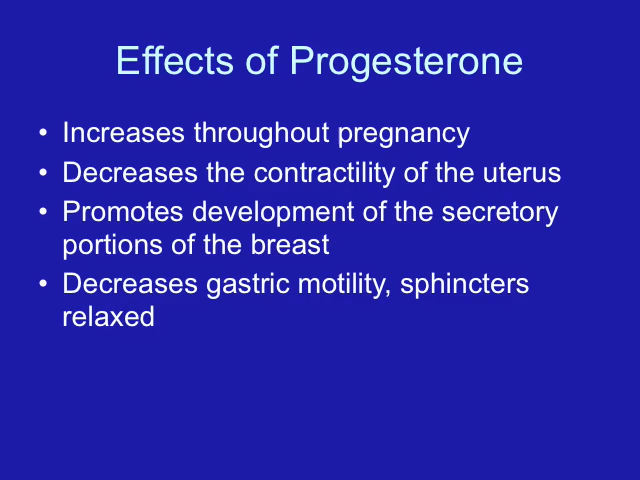 Effects of Progesterone
• Increases throughout pregnancy
• Decreases the contractility of the uterus
• Promotes development of the secretory
portions of the breast
• Decreases gastric motility, sphincters
relaxed